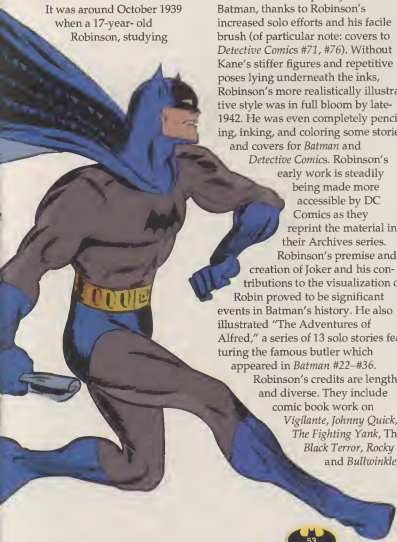 It was around October 1939
when a 17-year- old
Robinson, studying
Batman, thanks to Robinson's
increased solo efforts and his facile
brush (of particular note: covers to
Detective Comics #71, #76). Without
Kane's stiffer figures and repetitive
poses lying underneath the inks,
Robinson's more realistically illustra
tive style was in full bloom by late-
1942. He was even completely penci
ing, inking, and coloring some storie
and covers for Batman and
Detective Comics. Robinson's
early work is steadily
being made more
accessible by DC
Comics as they
reprint the material in
their Archives series.
Robinson's premise and
creation of Joker and his con-
tributions to the visualization o
Robin proved to be significant
events in Batman's history. He also
illustrated "The Adventures of
Alfred," a series of 13 solo stories fea
turing the famous butler which
appeared in Batman #22–#36.
Robinson's credits are length
and diverse. They include
comic book work on
Vigilante, Johnny Quick,
The Fighting Yank, Th
Black Terror, Rocky
and Bullwinkle,
53